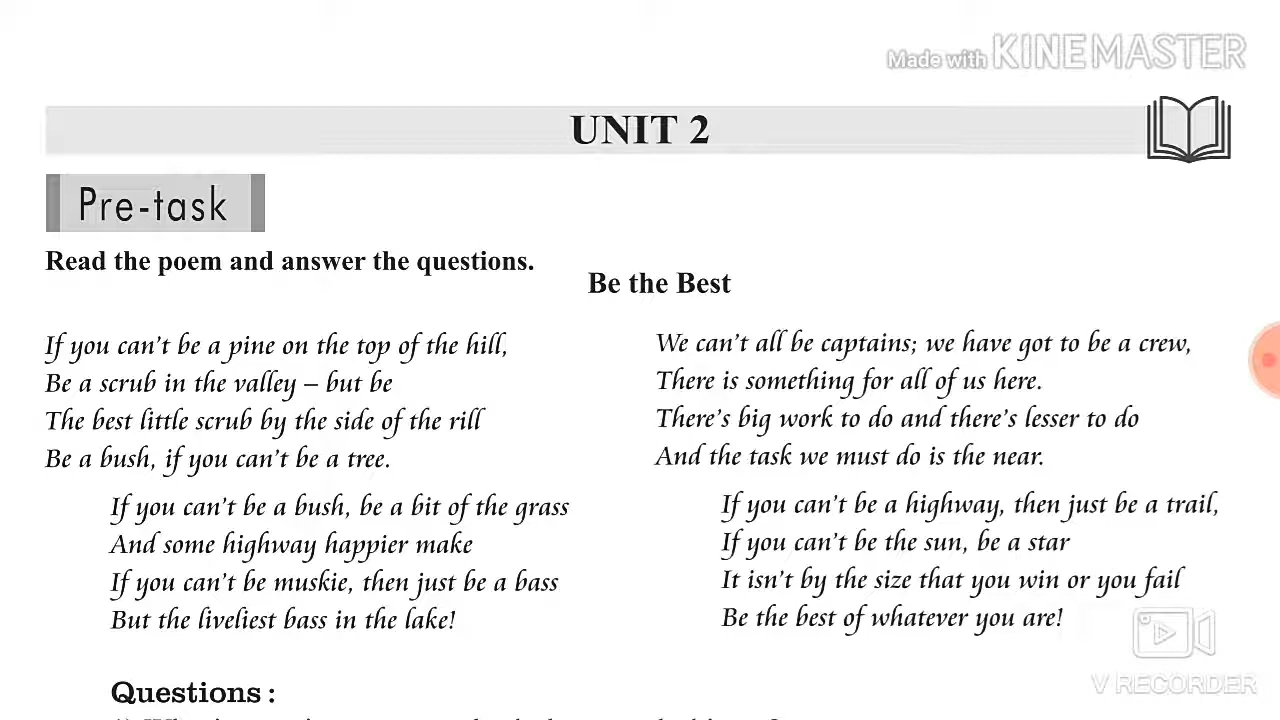 Made with KINEMASTER
UNIT 2
Pre-task
Read the poem and answer the questions.
Be the Best
If you can't be a pine on the top of the hill,
Be a scrub in the valley – but be
The best little scrub by the side of the rill
Be a bush, if you can't be a tree.
If you can't be a bush, be a bit of the grass
And some highway happier make
If you can't be muskie, then just be a bass
But the liveliest bass in the lake!
We can't all be captains; we have got to be a crew,
There is something for all of us here.
There's big work to do and there's lesser to do
And the task we must do is the near.
If you can't be a highway, then just be a trail,
If you can't be the sun, be a star
It isn't by the size that you win or you fail
Be the best of whatever you are!
Questions :
V RECORDER